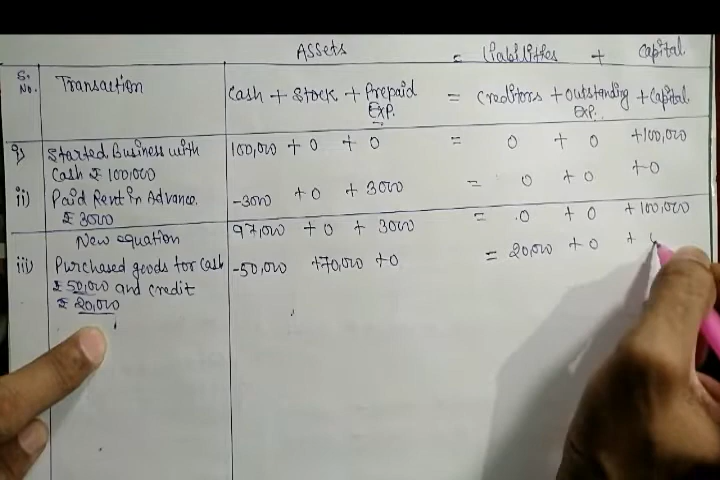 Assets = Liabilities + Capital
S. No. Transaction Cash + Stock + Prepaid Exp. = Creditors + Outstanding Exp. + Capital
i) Started Business with 100,000 + 0 + 0 = 0 + 0 +100,000
Cash ₹ 100,000
ii) Paid Rent in Advance. -3000 + 0 + 3000 = 0 + 0 +0
₹ 3000
New equation 97,000 + 0 + 3000 = 0 + 0 + 100,000
iii) Purchased goods for cash -50,000 +70,000 +0 = 20,000 + 0 +
₹ 50,000 and credit
₹ 20,000